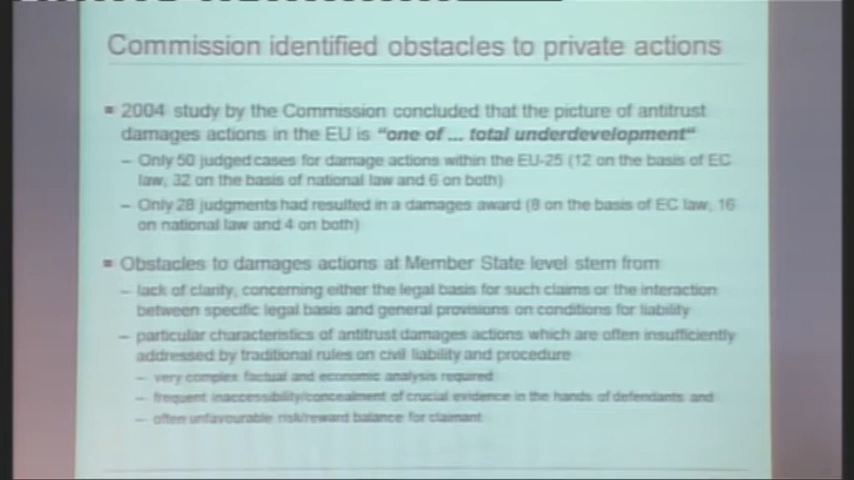 Commission identified obstacles to private actions
▪ 2004 study by the Commission concluded that the picture of antitrust
damages actions in the EU is "one of ... total underdevelopment"
– Only 50 judged cases for damage actions within the EU-25 (12 on the basis of EC
law, 32 on the basis of national law and 6 on both)
– Only 28 judgments had resulted in a damages award (8 on the basis of EC law, 16
on national law and 4 on both)
▪ Obstacles to damages actions at Member State level stem from
– lack of clarity, concerning either the legal basis for such claims or the interaction
between specific legal basis and general provisions on conditions for liability
– particular characteristics of antitrust damages actions which are often insufficiently
addressed by traditional rules on civil liability and procedure
– very complex factual and economic analysis required
– frequent inaccessibility/concealment of crucial evidence in the hands of defendants and
– often unfavourable risk/reward balance for claimant